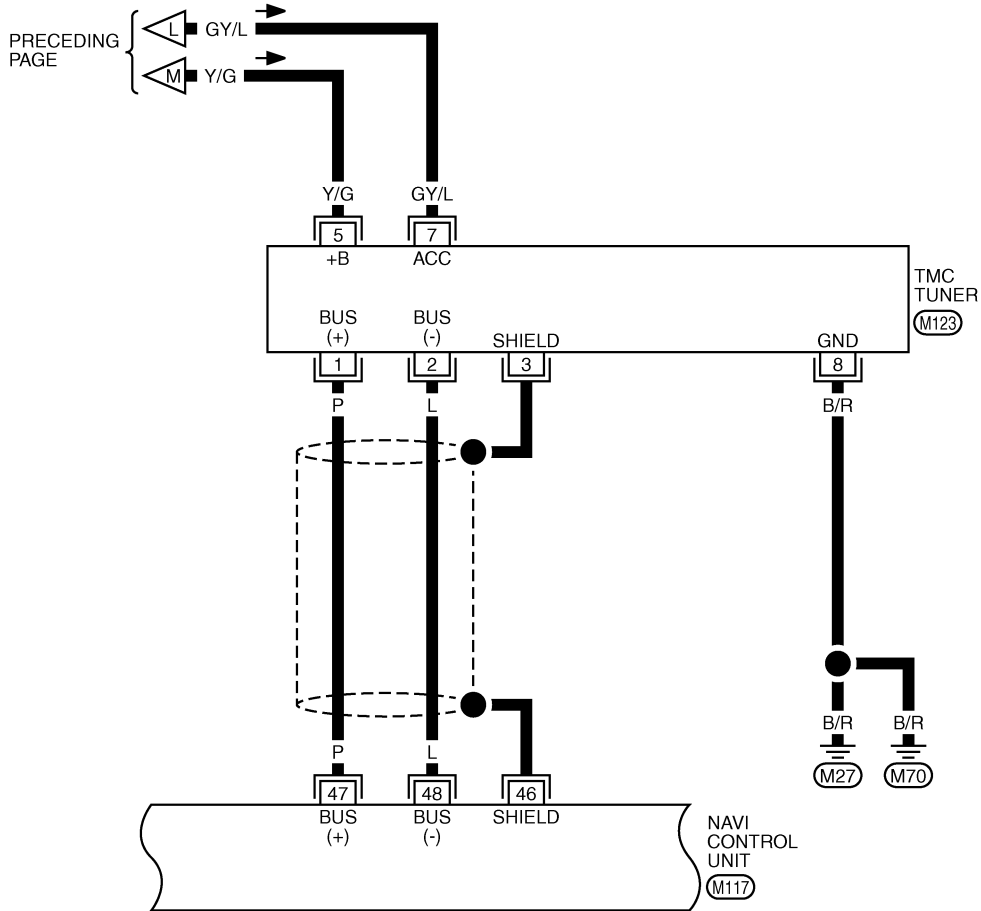 PRECEDING
PAGE
L GY/L
M Y/G
Y/G GY/L
5 7
+B ACC
TMC
TUNER
M123
BUS
(+)
BUS
(-)
SHIELD
GND
1 2 3 8
P L B/R
B/R B/R
M27 M70
P L
47 48 46
BUS
(+)
BUS
(-)
SHIELD
NAVI
CONTROL
UNIT
M117